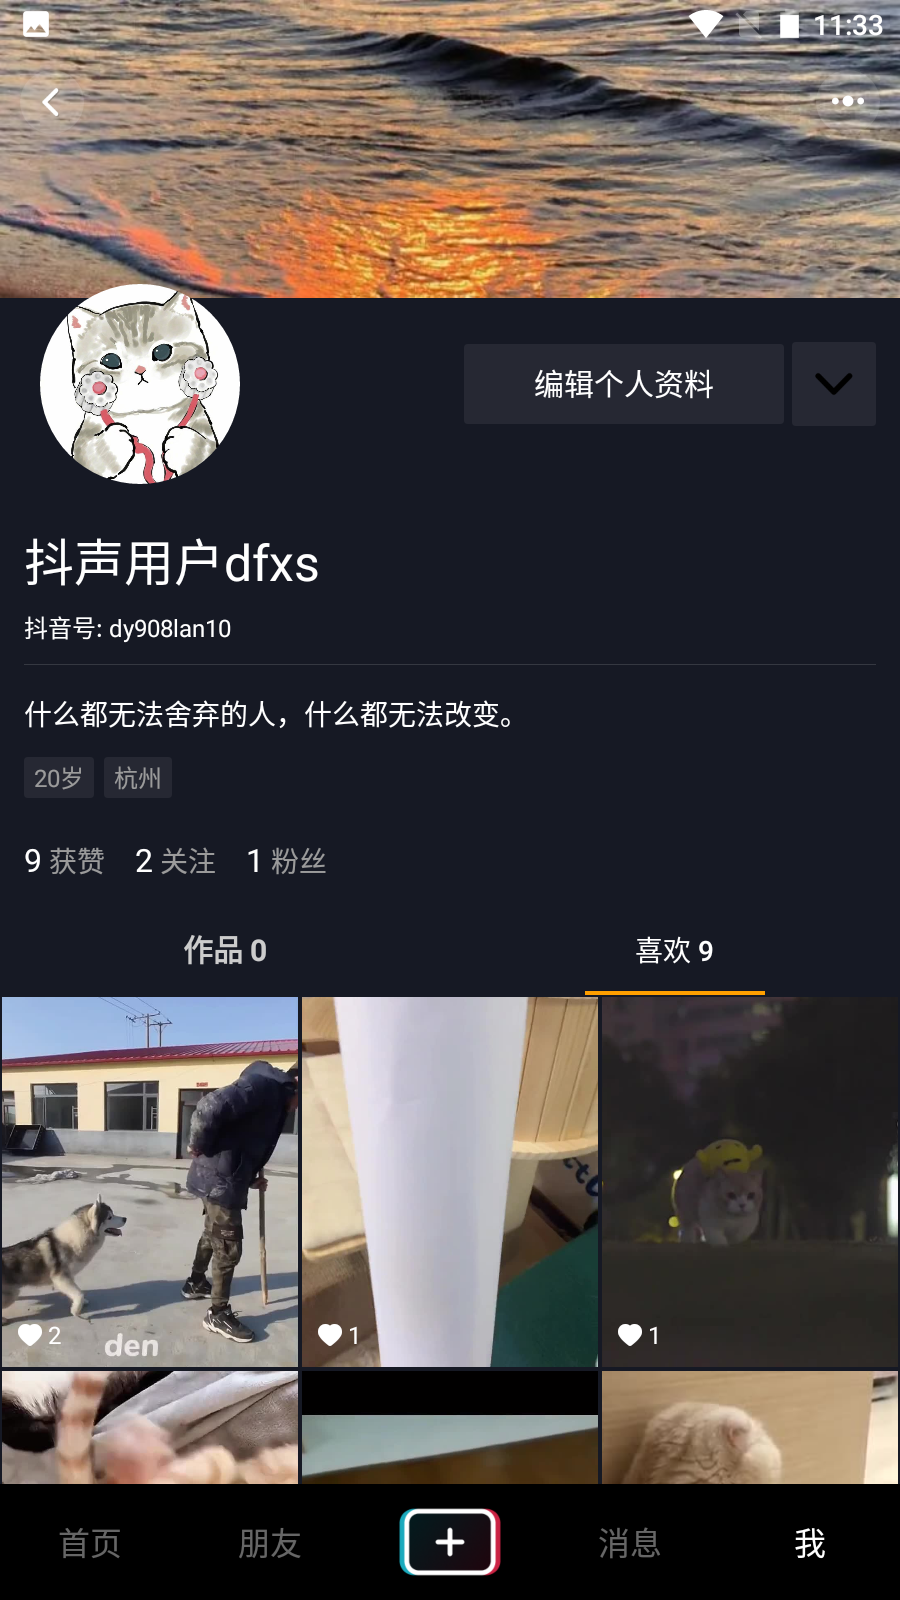 11:33
编辑个人资料
抖声用户dfxs
抖音号: dy908lan10
什么都无法舍弃的人，什么都无法改变。
20岁 杭州
9 获赞 2 关注 1 粉丝
作品 0 喜欢 9
2 1 1
den
首页 朋友 消息 我